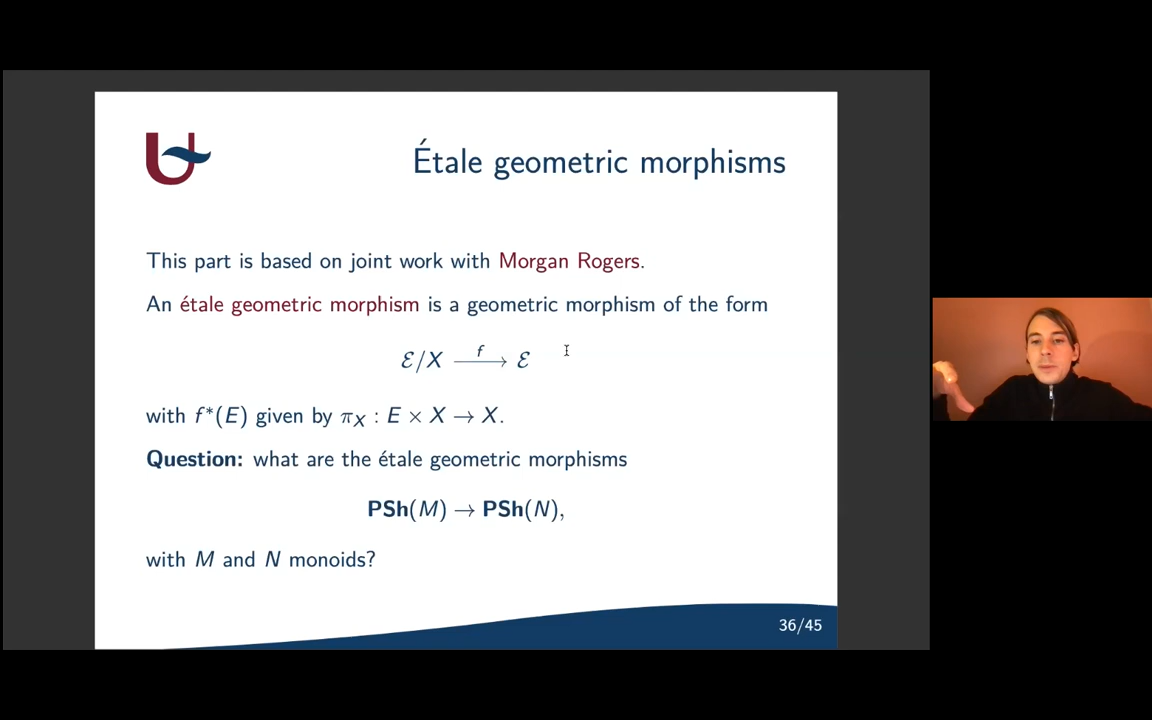 Étale geometric morphisms
This part is based on joint work with Morgan Rogers.
An étale geometric morphism is a geometric morphism of the form
ℰ/X —f→ ℰ
with f*(E) given by π_X : E × X → X.
Question: what are the étale geometric morphisms
PSh(M) → PSh(N),
with M and N monoids?
36/45